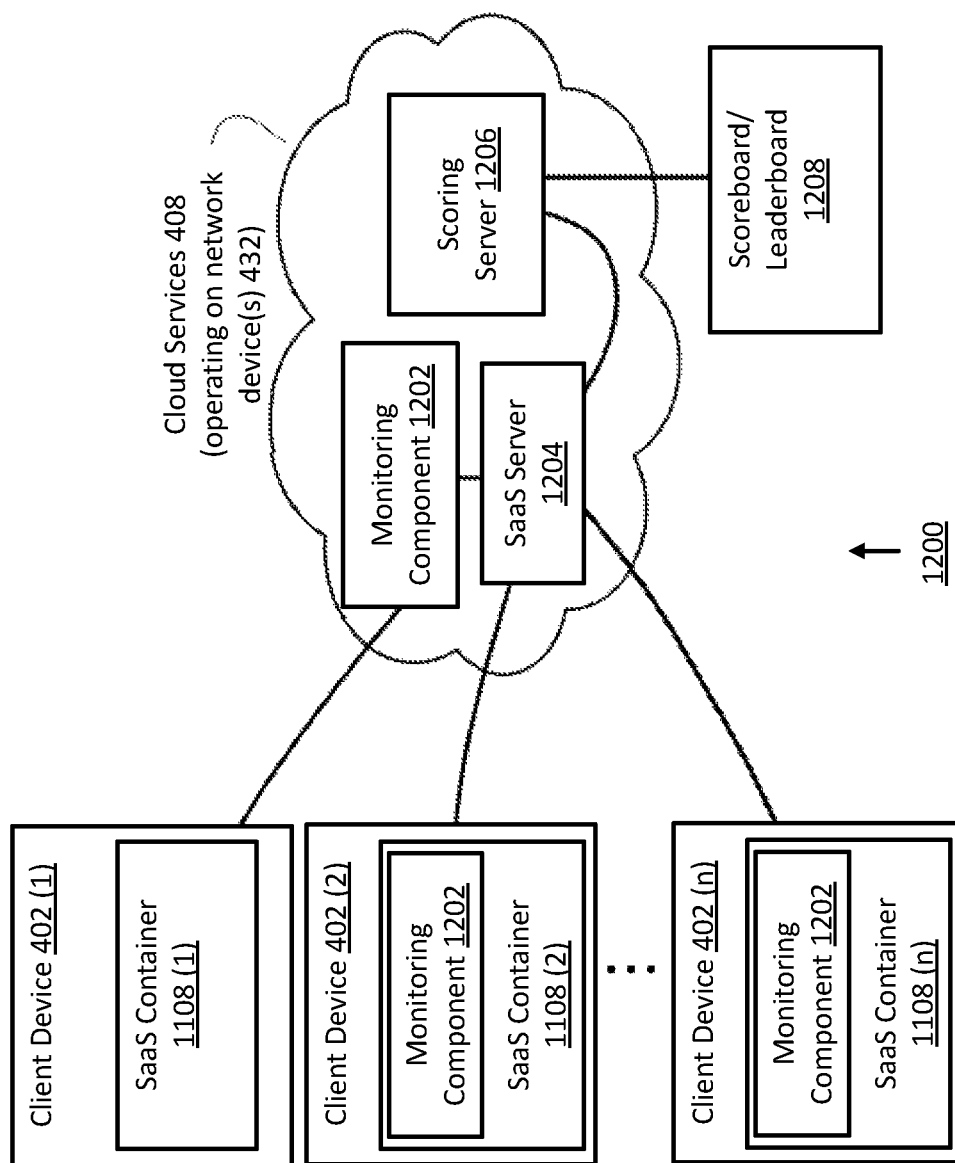 Client Device 402 (1)
SaaS Container
1108 (1)
Client Device 402 (2)
Monitoring
Component 1202
SaaS Container
1108 (2)
...
Client Device 402 (n)
Monitoring
Component 1202
SaaS Container
1108 (n)
Cloud Services 408
(operating on network
device(s) 432)
Monitoring
Component 1202
SaaS Server
1204
Scoring
Server 1206
Scoreboard/
Leaderboard
1208
1200